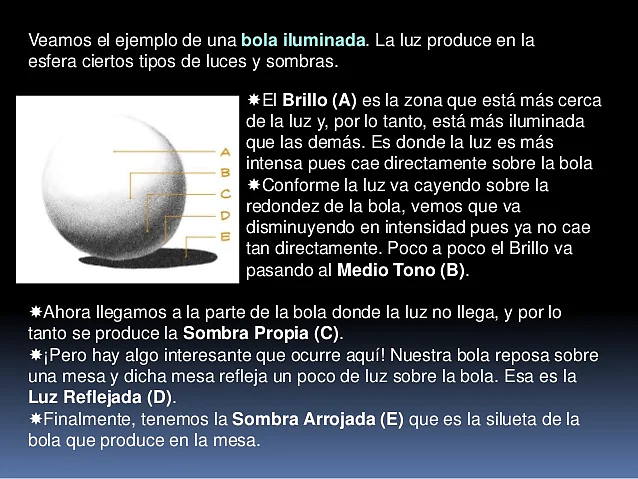 Veamos el ejemplo de una bola iluminada. La luz produce en la
esfera ciertos tipos de luces y sombras.
A
B
C
D
E
✷El Brillo (A) es la zona que está más cerca
de la luz y, por lo tanto, está más iluminada
que las demás. Es donde la luz es más
intensa pues cae directamente sobre la bola
✷Conforme la luz va cayendo sobre la
redondez de la bola, vemos que va
disminuyendo en intensidad pues ya no cae
tan directamente. Poco a poco el Brillo va
pasando al Medio Tono (B).
✷Ahora llegamos a la parte de la bola donde la luz no llega, y por lo
tanto se produce la Sombra Propia (C).
✷¡Pero hay algo interesante que ocurre aquí! Nuestra bola reposa sobre
una mesa y dicha mesa refleja un poco de luz sobre la bola. Esa es la
Luz Reflejada (D).
✷Finalmente, tenemos la Sombra Arrojada (E) que es la silueta de la
bola que produce en la mesa.